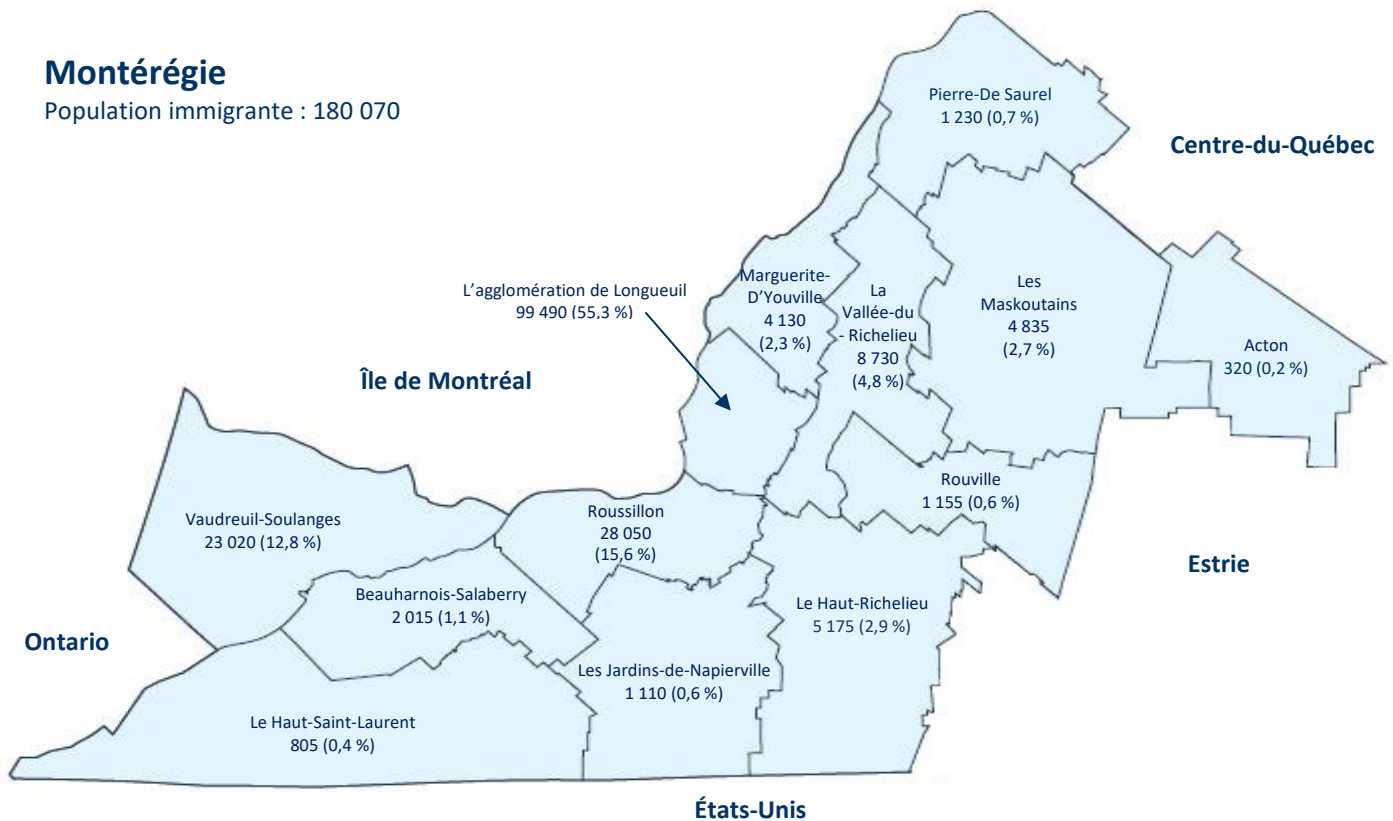 Montérégie
Population immigrante : 180 070
Pierre-De Saurel
1 230 (0,7 %)
Centre-du-Québec
Marguerite-
D'Youville
4 130
(2,3 %)
La
Vallée-du
- Richelieu
8 730
(4,8 %)
Les
Maskoutains
4 835
(2,7 %)
L'agglomération de Longueuil
99 490 (55,3 %)
Acton
320 (0,2 %)
Île de Montréal
Rouville
1 155 (0,6 %)
Vaudreuil-Soulanges
23 020 (12,8 %)
Roussillon
28 050
(15,6 %)
Estrie
Beauharnois-Salaberry
2 015 (1,1 %)
Le Haut-Richelieu
5 175 (2,9 %)
Ontario
Les Jardins-de-Napierville
1 110 (0,6 %)
Le Haut-Saint-Laurent
805 (0,4 %)
États-Unis